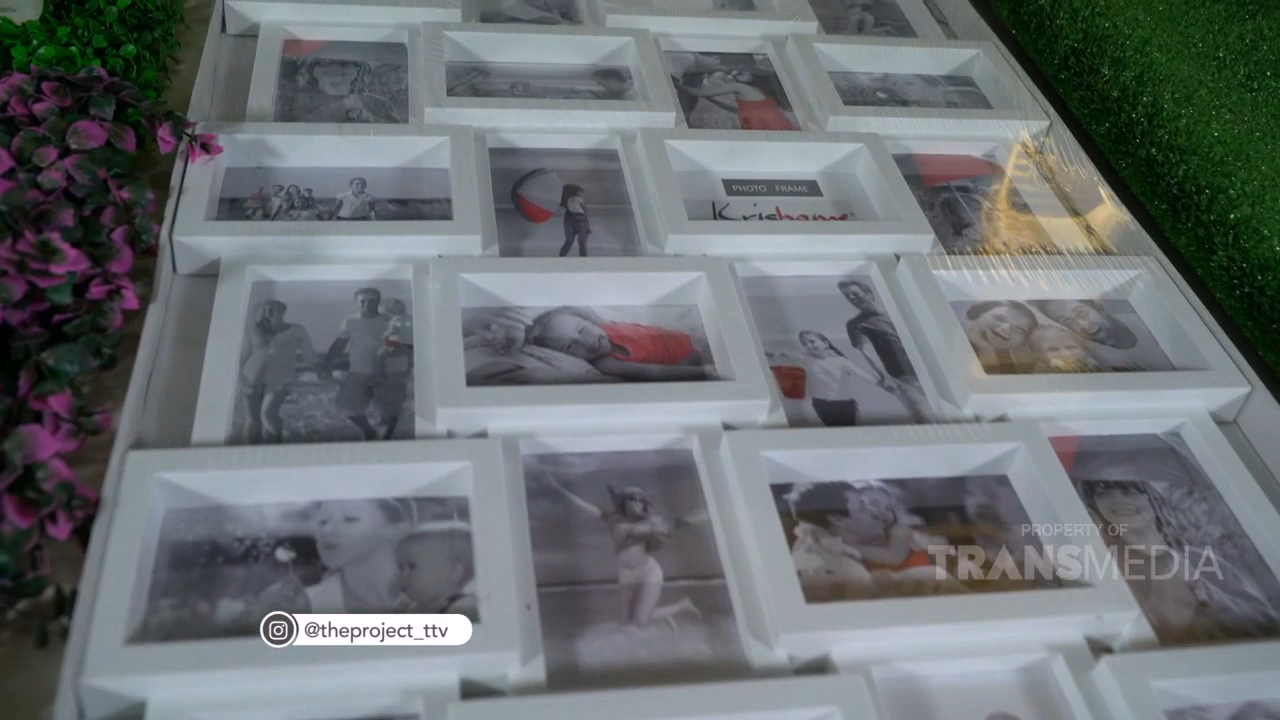 PHOTO FRAME
Krishome
PROPERTY OF
TRANSMEDIA
@theproject_ttv